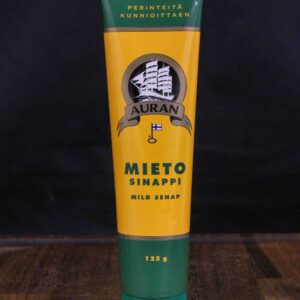 PERINTEITÄ
KUNNIOITTAEN
AURAN
MIETO
SINAPPI
MILD SENAP
125 g